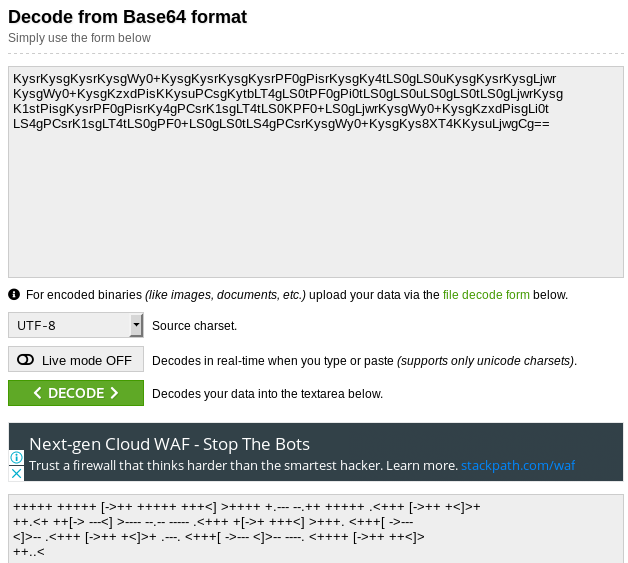 Decode from Base64 format
Simply use the form below
KysrKysgKysrKysgWy0+KysgKysrKysgKysrPF0gPisrKysgKy4tLS0gLS0uKysgKysrKysgLjwr
KysgWy0+KysgKzxdPisKKysuPCsgKytbLT4gLS0tPF0gPi0tLS0gLS0uLS0gLS0tLS0gLjwrKysg
K1stPisgKysrPF0gPisrKy4gPCsrK1sgLT4tLS0KPF0+LS0gLjwrKysgWy0+KysgKzxdPisgLi0t
LS4gPCsrK1sgLT4tLS0gPF0+LS0gLS0tLS4gPCsrKysgWy0+KysgKys8XT4KKysuLjwgCg==
For encoded binaries (like images, documents, etc.) upload your data via the file decode form below.
UTF-8 Source charset.
Live mode OFF Decodes in real-time when you type or paste (supports only unicode charsets).
< DECODE > Decodes your data into the textarea below.
Next-gen Cloud WAF - Stop The Bots
Trust a firewall that thinks harder than the smartest hacker. Learn more. stackpath.com/waf
+++++ +++++ [->++ +++++ +++<] >++++ +.--- --.++ +++++ .<+++ [->++ +<]>+
++.<+ ++[-> ---<] >---- --.-- ----- .<+++ +[->+ +++<] >+++. <+++[ ->---
<]>-- .<+++ [->++ +<]>+ .---. <+++[ ->--- <]>-- ----. <++++ [->++ ++<]>
++..<